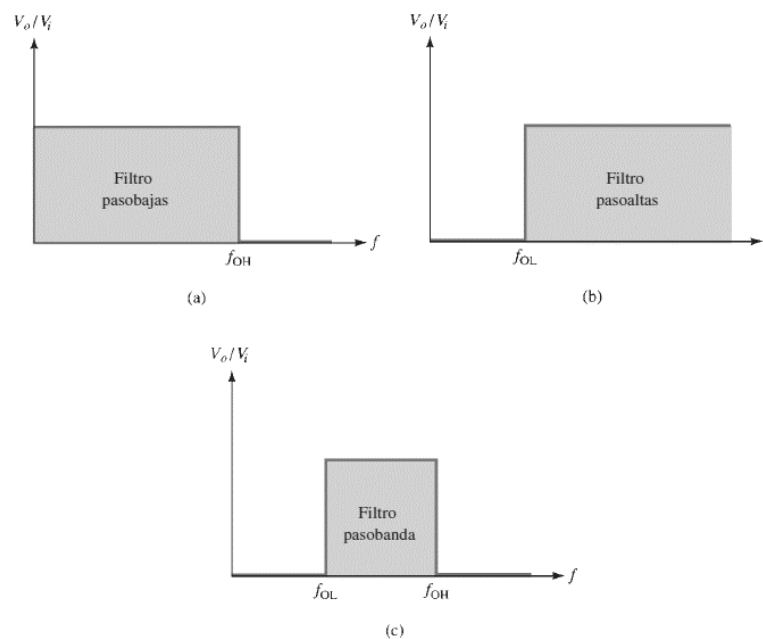 V_o/V_i
Filtro
pasobajas
f
f_OH
(a)
V_o/V_i
Filtro
pasoaltas
f_OL
(b)
V_o/V_i
Filtro
pasobanda
f
f_OL
f_OH
(c)